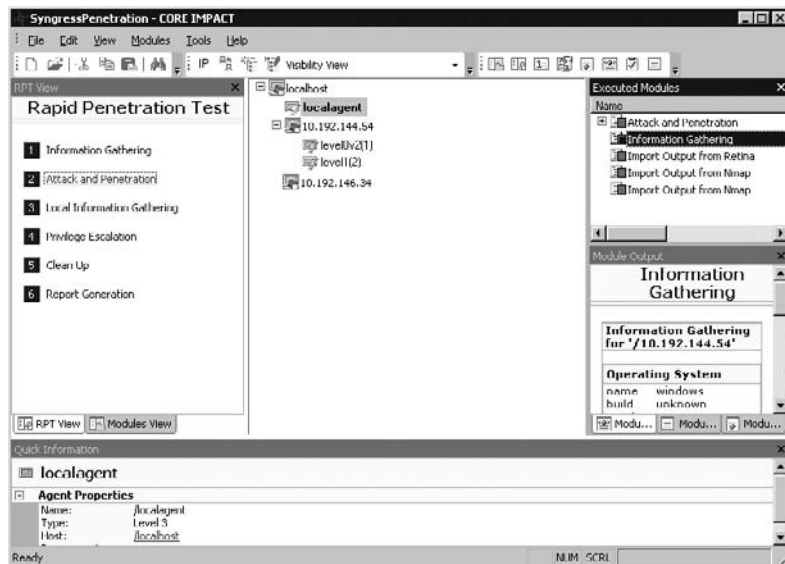 SyngressPenetration - CORE IMPACT
File Edit View Modules Tools Help
IP Visibility View
RPT View
Rapid Penetration Test
1 Information Gathering
2 Attack and Penetration
3 Local Information Gathering
4 Privilege Escalation
5 Clean Up
6 Report Generation
RPT View Modules View
localhost
localagent
10.192.144.54
level0v2(1)
level1(2)
10.192.146.34
Executed Modules
Name
Attack and Penetration
Information Gathering
Import Output from Retina
Import Output from Nmap
Import Output from Nmap
Module Output
Information
Gathering
Information Gathering
for '/10.192.144.54'
Operating System
name windows
build unknown
Modu... Modu... Modu...
Quick Information
localagent
Agent Properties
Name: /localagent
Type: Level 3
Host: /localhost
Ready NUM SCRL